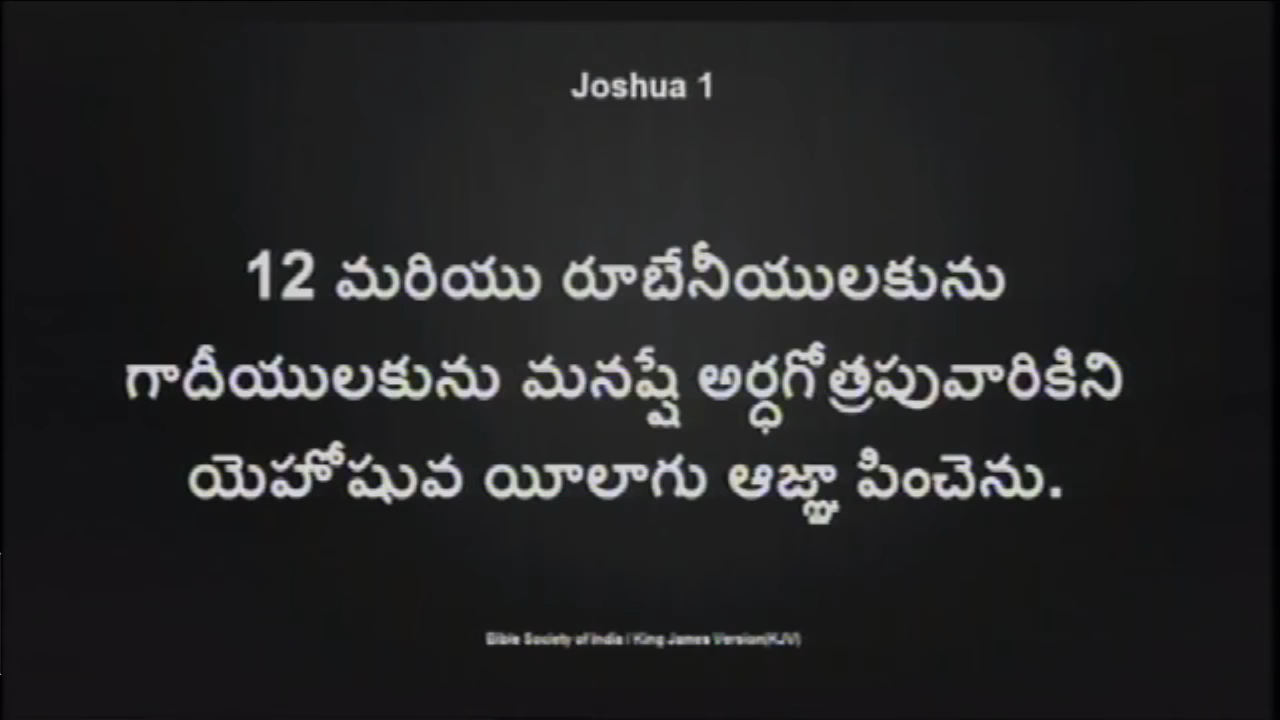 Joshua 1
12 మరియు రూబేనీయులకును
గాదీయులకును మనష్షే అర్ధగోత్రపువారికిని
యెహోషువ యీలాగు ఆజ్ఞా పించెను.
Bible Society of India / King James Version(KJV)